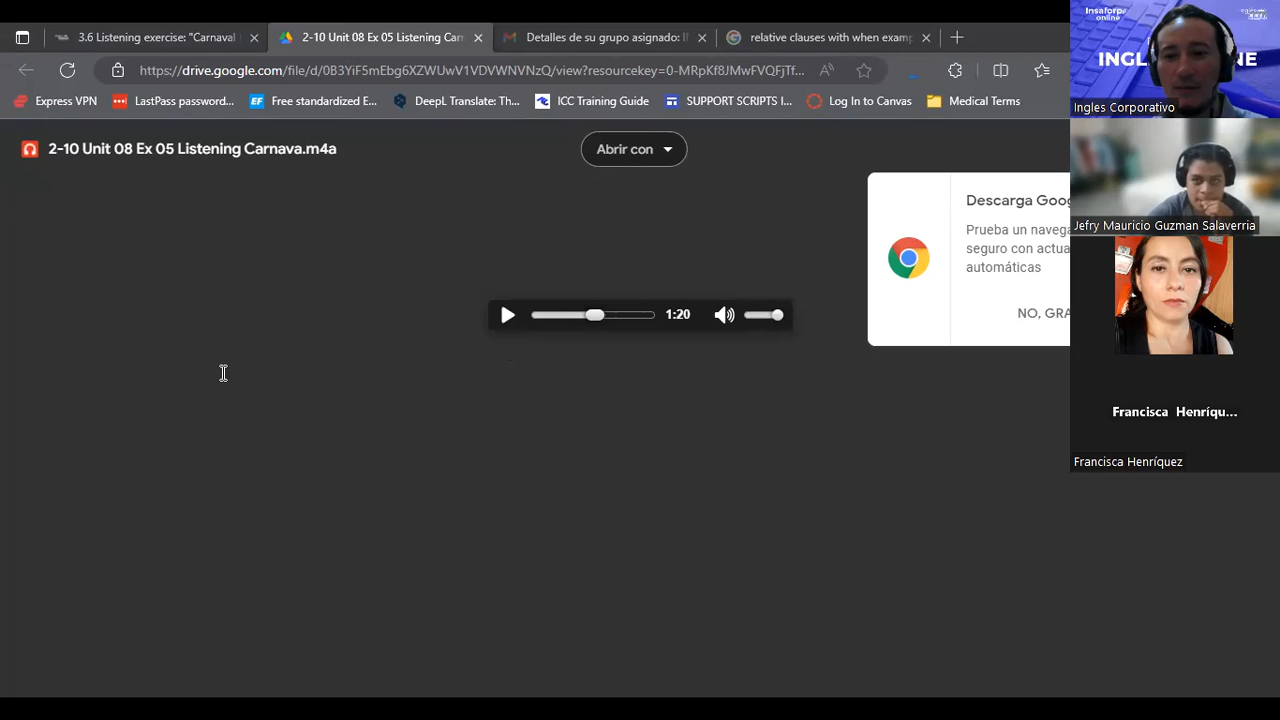 3.6 Listening exercise: "Carnaval
2-10 Unit 08 Ex 05 Listening Car
Detalles de su grupo asignado: II
relative clauses with when examp
https://drive.google.com/file/d/0B3YiF5mEbg6XZWUwV1VDVWNVNzQ/view?resourcekey=0-MRpKf8JMwFVQFjTf...
Express VPN
LastPass password...
Free standardized E...
DeepL Translate: Th...
ICC Training Guide
SUPPORT SCRIPTS I...
Log In to Canvas
Medical Terms
2-10 Unit 08 Ex 05 Listening Carnava.m4a
Abrir con
Descarga Goog
Prueba un navega
seguro con actua
automáticas
NO, GRA
1:20
Insaforp
online
INGL NE
Ingles Corporativo
Jefry Mauricio Guzman Salaverria
Francisca Henríqu...
Francisca Henríquez